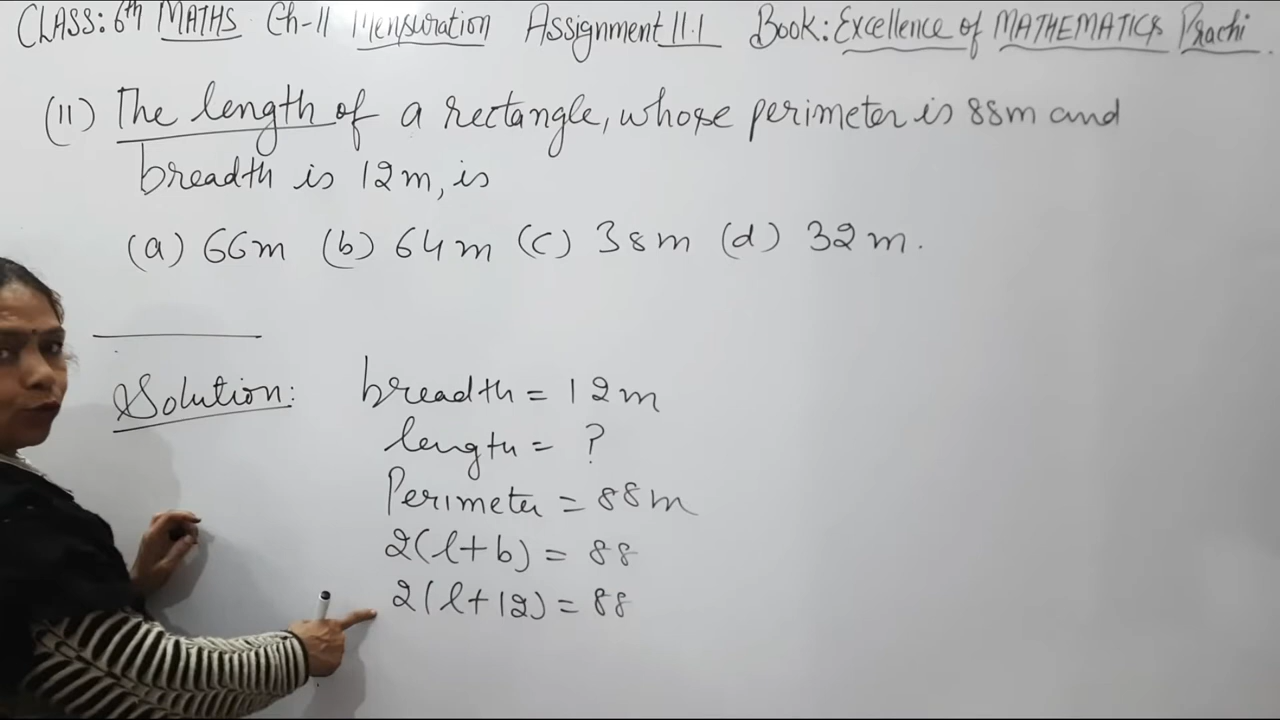 CLASS: 6th MATHS Ch-11 Mensuration Assignment 11.1 Book: Excellence of MATHEMATICS Prachi
(11) The length of a rectangle, whose perimeter is 88m and
breadth is 12m, is
(a) 66m (b) 64m (c) 38m (d) 32m.
Solution: breadth = 12m
length = ?
Perimeter = 88m
2(l+b) = 88
2(l+12) = 88